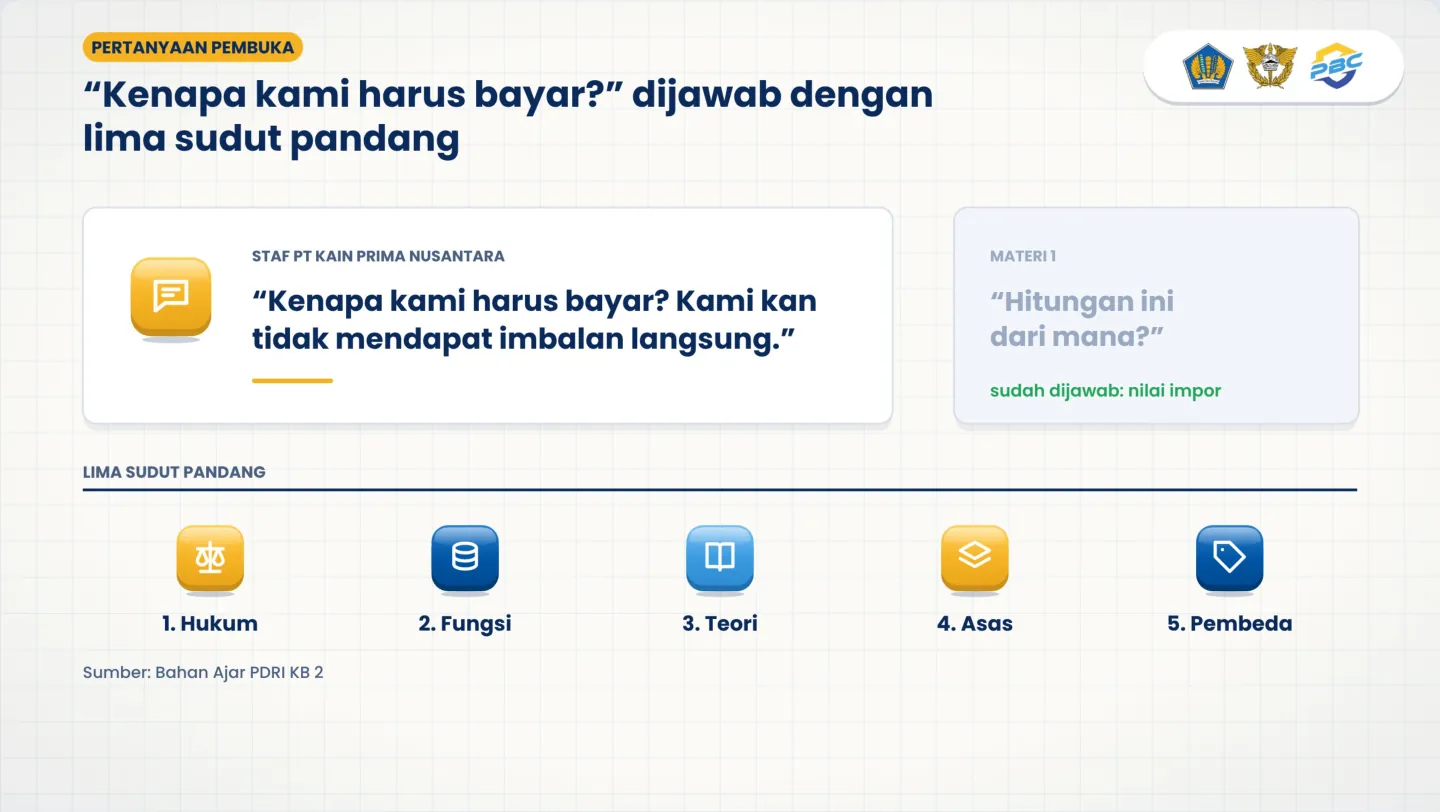 PERTANYAAN PEMBUKA
“Kenapa kami harus bayar?” dijawab dengan
lima sudut pandang
PBC
STAF PT KAIN PRIMA NUSANTARA
“Kenapa kami harus bayar? Kami kan
tidak mendapat imbalan langsung.”
MATERI 1
“Hitungan ini
dari mana?”
sudah dijawab: nilai impor
LIMA SUDUT PANDANG
1. Hukum
2. Fungsi
3. Teori
4. Asas
5. Pembeda
Sumber: Bahan Ajar PDRI KB 2